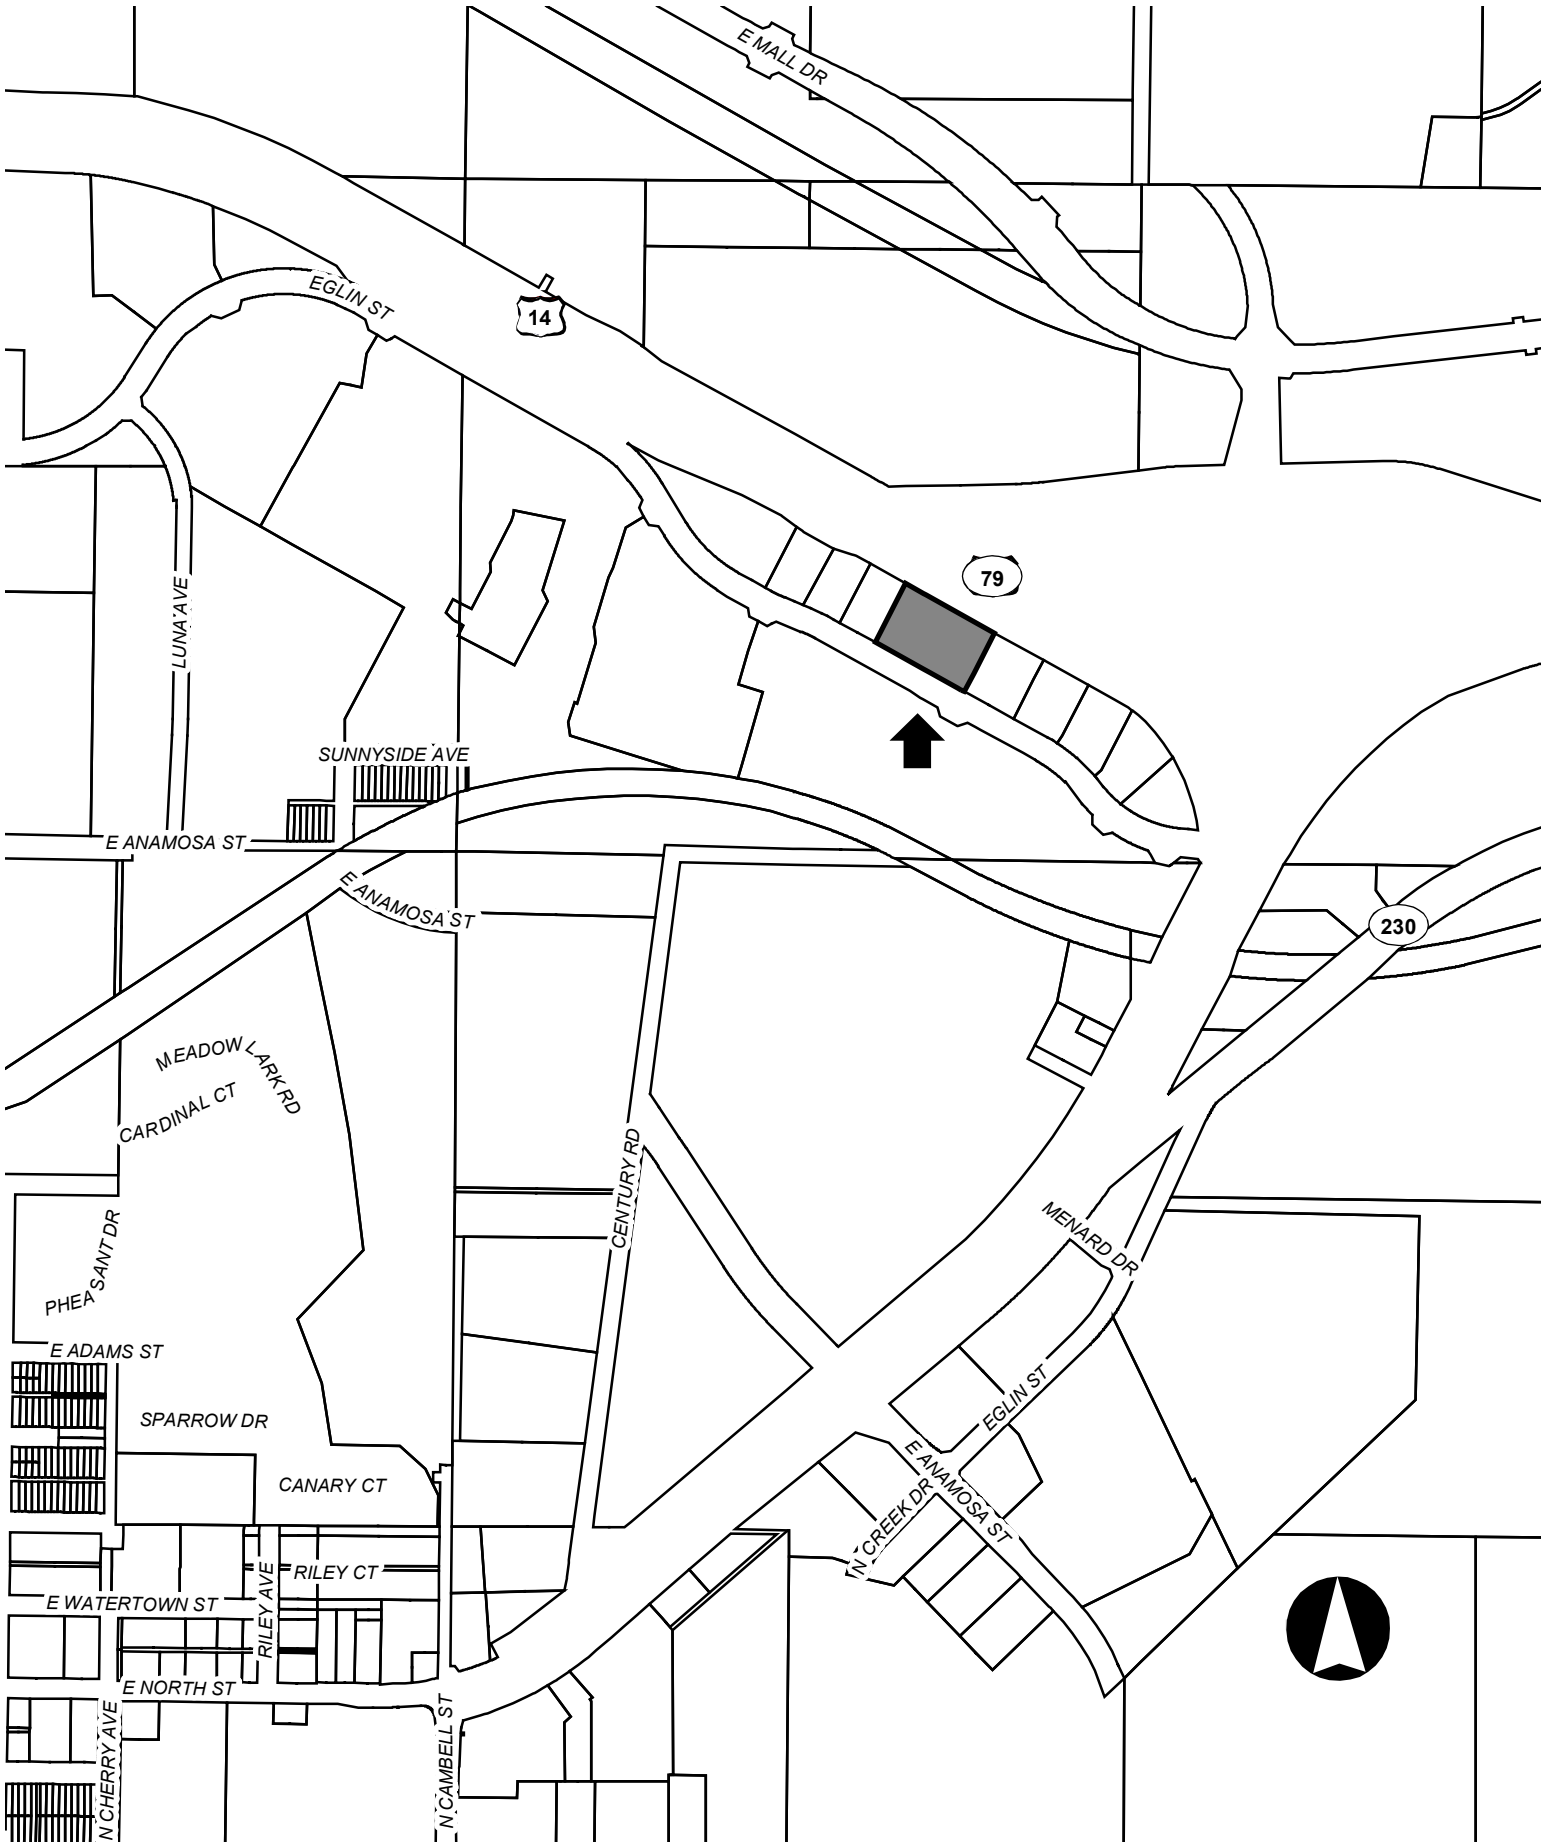 E MALL DR
EGLIN ST
14
79
LUNA AVE
SUNNYSIDE AVE
E ANAMOSA ST
E ANAMOSA ST
230
MEADOW LARK RD
CARDINAL CT
CENTURY RD
PHEASANT DR
MENARD DR
E ADAMS ST
SPARROW DR
EGLIN ST
CANARY CT
E ANAMOSA ST
N CREEK DR
RILEY CT
E WATERTOWN ST
RILEY AVE
E NORTH ST
N CHERRY AVE
N CAMBELL ST